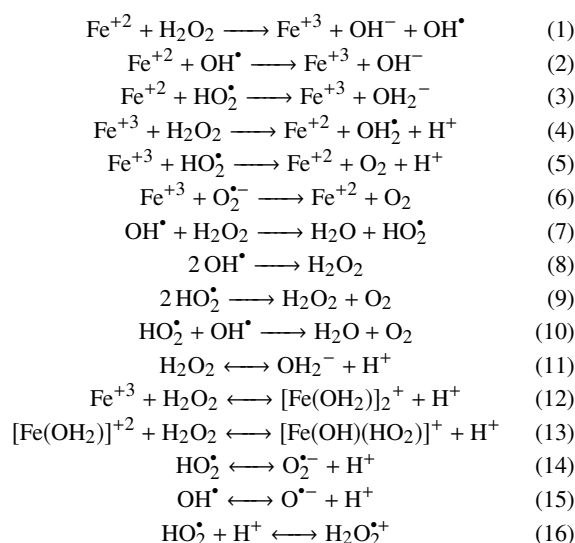 Fe⁺² + H₂O₂ ⟶ Fe⁺³ + OH⁻ + OH• (1)
Fe⁺² + OH• ⟶ Fe⁺³ + OH⁻ (2)
Fe⁺² + HO₂• ⟶ Fe⁺³ + OH₂⁻ (3)
Fe⁺³ + H₂O₂ ⟶ Fe⁺² + OH₂• + H⁺ (4)
Fe⁺³ + HO₂• ⟶ Fe⁺² + O₂ + H⁺ (5)
Fe⁺³ + O₂•⁻ ⟶ Fe⁺² + O₂ (6)
OH• + H₂O₂ ⟶ H₂O + HO₂• (7)
2 OH• ⟶ H₂O₂ (8)
2 HO₂• ⟶ H₂O₂ + O₂ (9)
HO₂• + OH• ⟶ H₂O + O₂ (10)
H₂O₂ ⟷ OH₂⁻ + H⁺ (11)
Fe⁺³ + H₂O₂ ⟷ [Fe(OH₂)]₂⁺ + H⁺ (12)
[Fe(OH₂)]⁺² + H₂O₂ ⟷ [Fe(OH)(HO₂)]⁺ + H⁺ (13)
HO₂• ⟷ O₂•⁻ + H⁺ (14)
OH• ⟷ O•⁻ + H⁺ (15)
HO₂• + H⁺ ⟷ H₂O₂•⁺ (16)